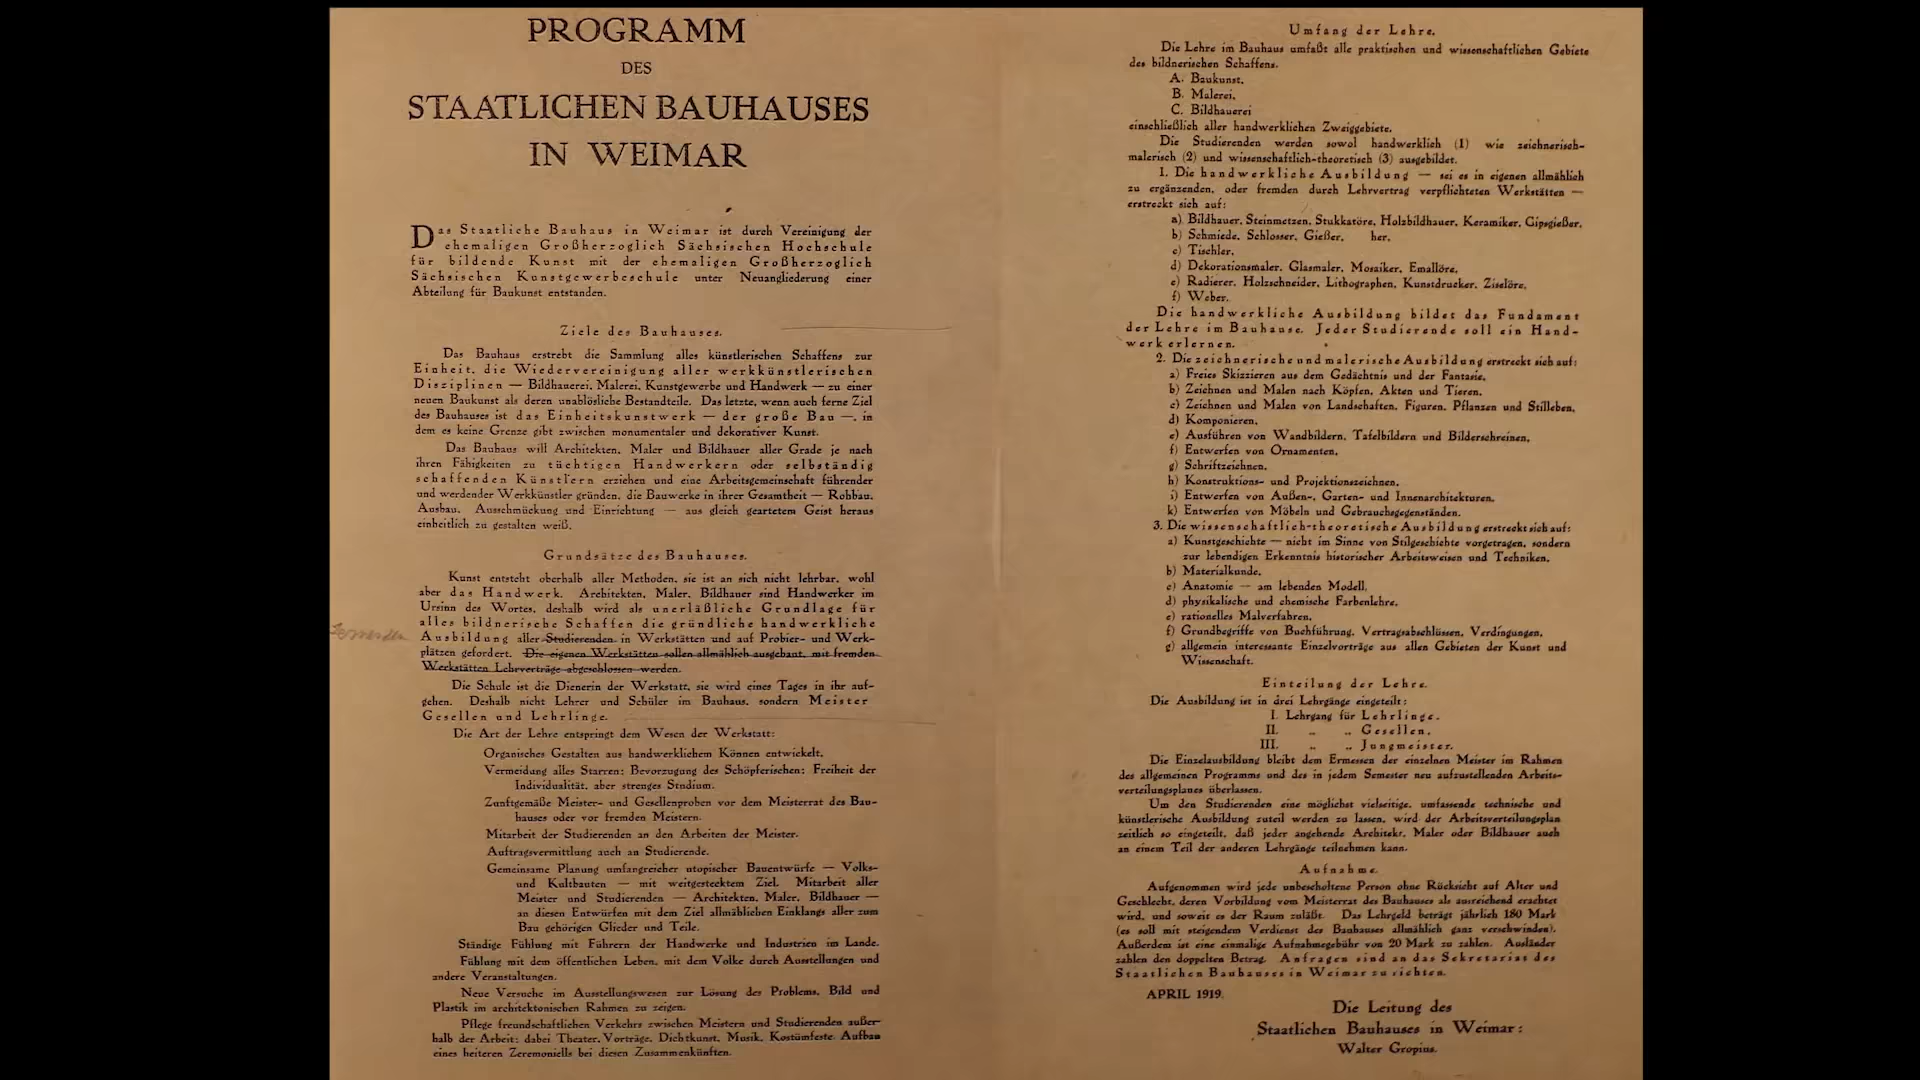 PROGRAMM
DES
STAATLICHEN BAUHAUSES
IN WEIMAR
Das Staatliche Bauhaus in Weimar ist durch Vereinigung der
ehemaligen Großherzoglich Sächsischen Hochschule
für bildende Kunst mit der ehemaligen Großherzoglich
Sächsischen Kunstgewerbeschule unter Neuangliederung einer
Abteilung für Baukunst entstanden.
Ziele des Bauhauses.
Das Bauhaus erstrebt die Sammlung alles künstlerischen Schaffens zur
Einheit, die Wiedervereinigung aller werkkünstlerischen
Disziplinen — Bildhauerei, Malerei, Kunstgewerbe und Handwerk — zu einer
neuen Baukunst als deren unablösliche Bestandteile. Das letzte, wenn auch ferne Ziel
des Bauhauses ist das Einheitskunstwerk — der große Bau —, in
dem es keine Grenze gibt zwischen monumentaler und dekorativer Kunst.
Das Bauhaus will Architekten, Maler und Bildhauer aller Grade je nach
ihren Fähigkeiten zu tüchtigen Handwerkern oder selbständig
schaffenden Künstlern erziehen und eine Arbeitsgemeinschaft führender
und werdender Werkkünstler gründen, die Bauwerke in ihrer Gesamtheit — Rohbau,
Ausbau, Ausschmückung und Einrichtung — aus gleich geartetem Geist heraus
einheitlich zu gestalten weiß.
Grundsätze des Bauhauses.
Kunst entsteht oberhalb aller Methoden, sie ist an sich nicht lehrbar, wohl
aber das Handwerk. Architekten, Maler, Bildhauer sind Handwerker im
Ursinn des Wortes, deshalb wird als unerläßliche Grundlage für
alles bildnerische Schaffen die gründliche handwerkliche
Ausbildung aller Studierenden in Werkstätten und auf Probier- und Werk-
plätzen gefordert. Die eigenen Werkstätten sollen allmählich ausgebaut, mit fremden
Werkstätten Lehrverträge abgeschlossen werden.
Die Schule ist die Dienerin der Werkstatt, sie wird eines Tages in ihr auf-
gehen. Deshalb nicht Lehrer und Schüler im Bauhaus, sondern Meister
Gesellen und Lehrlinge.
Die Art der Lehre entspringt dem Wesen der Werkstatt:
Organisches Gestalten aus handwerklichem Können entwickelt.
Vermeidung alles Starren; Bevorzugung des Schöpferischen; Freiheit der
Individualität, aber strenges Studium.
Zunftgemäße Meister- und Gesellenproben vor dem Meisterrat des Bau-
hauses oder vor fremden Meistern.
Mitarbeit der Studierenden an den Arbeiten der Meister.
Auftragsvermittlung auch an Studierende.
Gemeinsame Planung umfangreicher utopischer Bauentwürfe — Volks-
und Kultbauten — mit weitgestecktem Ziel. Mitarbeit aller
Meister und Studierenden — Architekten, Maler, Bildhauer —
an diesen Entwürfen mit dem Ziel allmählichen Einklangs aller zum
Bau gehörigen Glieder und Teile.
Ständige Fühlung mit Führern der Handwerke und Industrien im Lande.
Fühlung mit dem öffentlichen Leben, mit dem Volke durch Ausstellungen und
andere Veranstaltungen.
Neue Versuche im Ausstellungswesen zur Lösung des Problems, Bild und
Plastik im architektonischen Rahmen zu zeigen.
Pflege freundschaftlichen Verkehrs zwischen Meistern und Studierenden außer-
halb der Arbeit; dabei Theater, Vorträge, Dichtkunst, Musik, Kostümfeste. Aufbau
eines heiteren Zeremoniells bei diesen Zusammenkünften.
Umfang der Lehre.
Die Lehre im Bauhaus umfaßt alle praktischen und wissenschaftlichen Gebiete
des bildnerischen Schaffens.
A. Baukunst,
B. Malerei,
C. Bildhauerei
einschließlich aller handwerklichen Zweiggebiete.
Die Studierenden werden sowol handwerklich (1) wie zeichnerisch-
malerisch (2) und wissenschaftlich-theoretisch (3) ausgebildet.
1. Die handwerkliche Ausbildung — sei es in eigenen allmählich
zu ergänzenden, oder fremden durch Lehrvertrag verpflichteten Werkstätten —
erstreckt sich auf:
a) Bildhauer, Steinmetzen, Stukkatöre, Holzbildhauer, Keramiker, Gipsgießer,
b) Schmiede, Schlosser, Gießer, her,
c) Tischler,
d) Dekorationsmaler, Glasmaler, Mosaiker, Emallöre,
e) Radierer, Holzschneider, Lithographen, Kunstdrucker, Ziselöre,
f) Weber.
Die handwerkliche Ausbildung bildet das Fundament
der Lehre im Bauhause. Jeder Studierende soll ein Hand-
werk erlernen.
2. Die zeichnerische und malerische Ausbildung erstreckt sich auf:
a) Freies Skizzieren aus dem Gedächtnis und der Fantasie,
b) Zeichnen und Malen nach Köpfen, Akten und Tieren,
c) Zeichnen und Malen von Landschaften, Figuren, Pflanzen und Stilleben,
d) Komponieren,
e) Ausführen von Wandbildern, Tafelbildern und Bilderschreinen,
f) Entwerfen von Ornamenten,
g) Schriftzeichnen,
h) Konstruktions- und Projektionszeichnen,
i) Entwerfen von Außen-, Garten- und Innenarchitekturen,
k) Entwerfen von Möbeln und Gebrauchsgegenständen.
3. Die wissenschaftlich-theoretische Ausbildung erstreckt sich auf:
a) Kunstgeschichte — nicht im Sinne von Stilgeschichte vorgetragen, sondern
zur lebendigen Erkenntnis historischer Arbeitsweisen und Techniken,
b) Materialkunde,
c) Anatomie — am lebenden Modell,
d) physikalische und chemische Farbenlehre,
e) rationelles Malverfahren,
f) Grundbegriffe von Buchführung, Vertragsabschlüssen, Verdingungen,
g) allgemein interessante Einzelvorträge aus allen Gebieten der Kunst und
Wissenschaft.
Einteilung der Lehre.
Die Ausbildung ist in drei Lehrgänge eingeteilt:
I. Lehrgang für Lehrlinge,
II. „ „ Gesellen,
III. „ „ Jungmeister.
Die Einzelausbildung bleibt dem Ermessen der einzelnen Meister im Rahmen
des allgemeinen Programms und des in jedem Semester neu aufzustellenden Arbeits-
verteilungsplanes überlassen.
Um den Studierenden eine möglichst vielseitige, umfassende technische und
künstlerische Ausbildung zuteil werden zu lassen, wird der Arbeitsverteilungsplan
zeitlich so eingeteilt, daß jeder angehende Architekt, Maler oder Bildhauer auch
an einem Teil der anderen Lehrgänge teilnehmen kann.
Aufnahme.
Aufgenommen wird jede unbescholtene Person ohne Rücksicht auf Alter und
Geschlecht, deren Vorbildung vom Meisterrat des Bauhauses als ausreichend erachtet
wird, und soweit es der Raum zuläßt. Das Lehrgeld beträgt jährlich 180 Mark
(es soll mit steigendem Verdienst des Bauhauses allmählich ganz verschwinden).
Außerdem ist eine einmalige Aufnahmegebühr von 20 Mark zu zahlen. Ausländer
zahlen den doppelten Betrag. Anfragen sind an das Sekretariat des
Staatlichen Bauhauses in Weimar zu richten.
APRIL 1919.
Die Leitung des
Staatlichen Bauhauses in Weimar:
Walter Gropius.